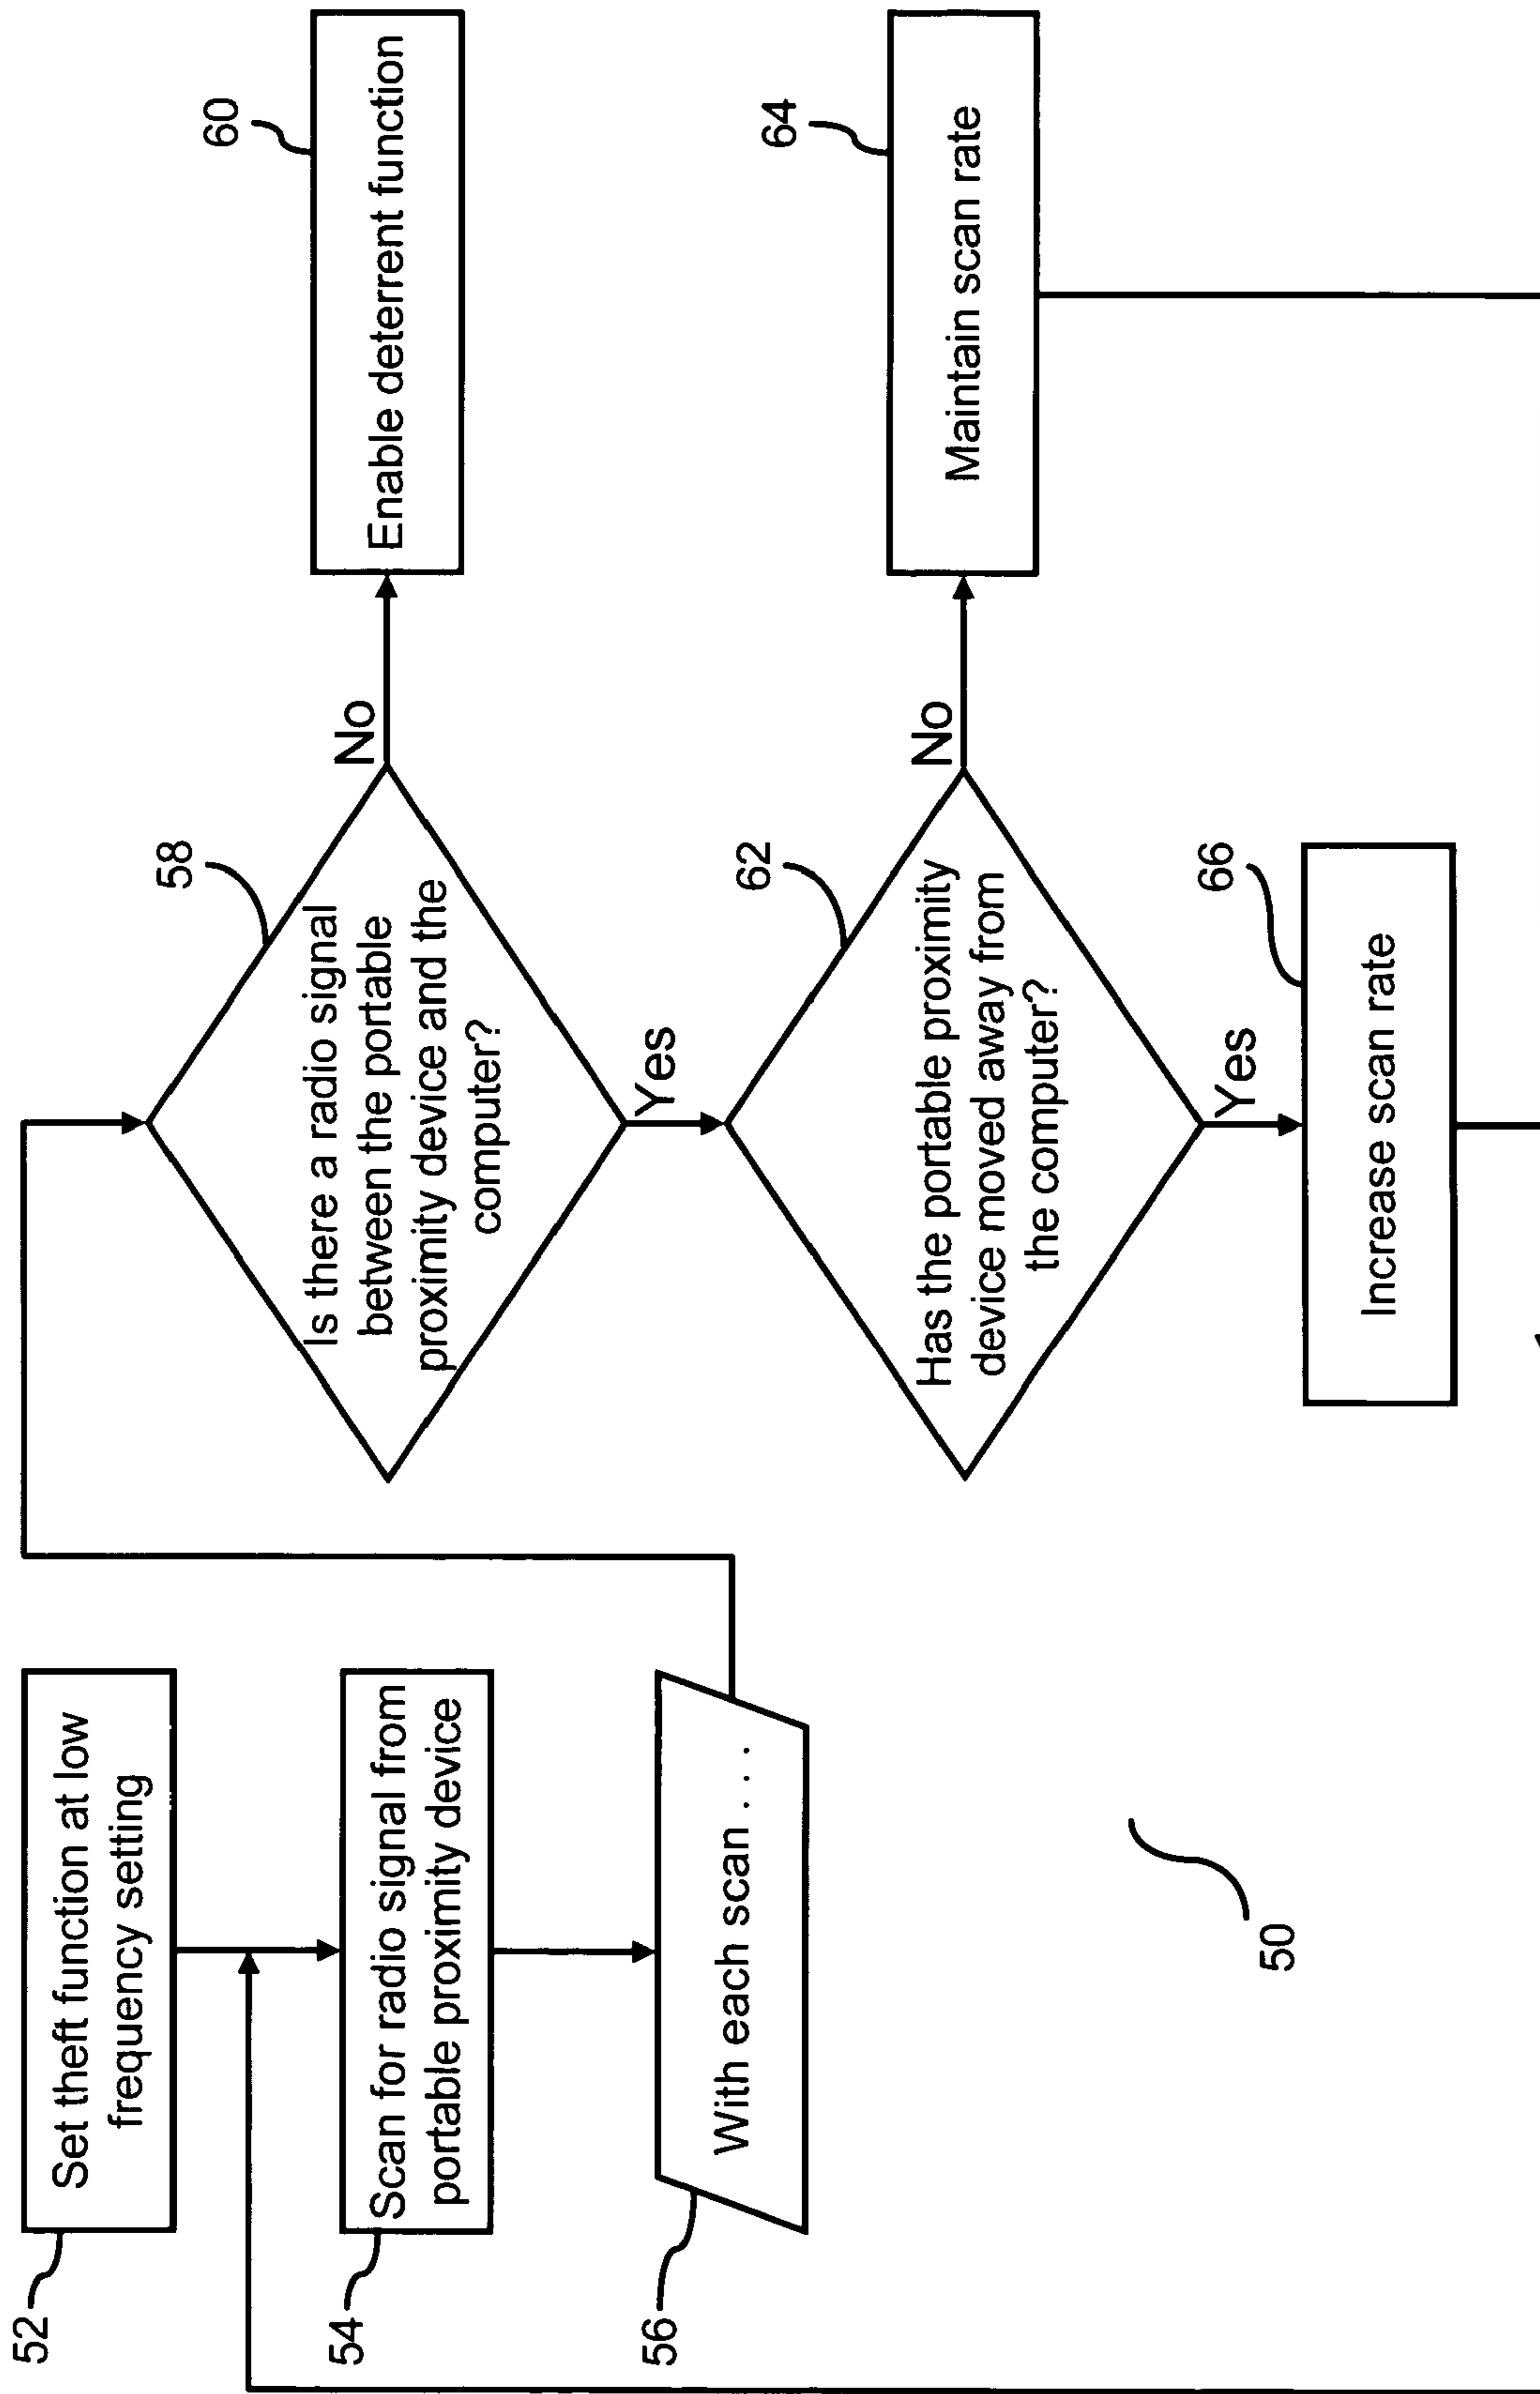 52
Set theft function at low
frequency setting
54
Scan for radio signal from
portable proximity device
56
With each scan . . . .
50
58
Is there a radio signal
between the portable
proximity device and the
computer?
No
60
Enable deterrent function
Yes
62
Has the portable proximity
device moved away from
the computer?
No
64
Maintain scan rate
Yes
66
Increase scan rate